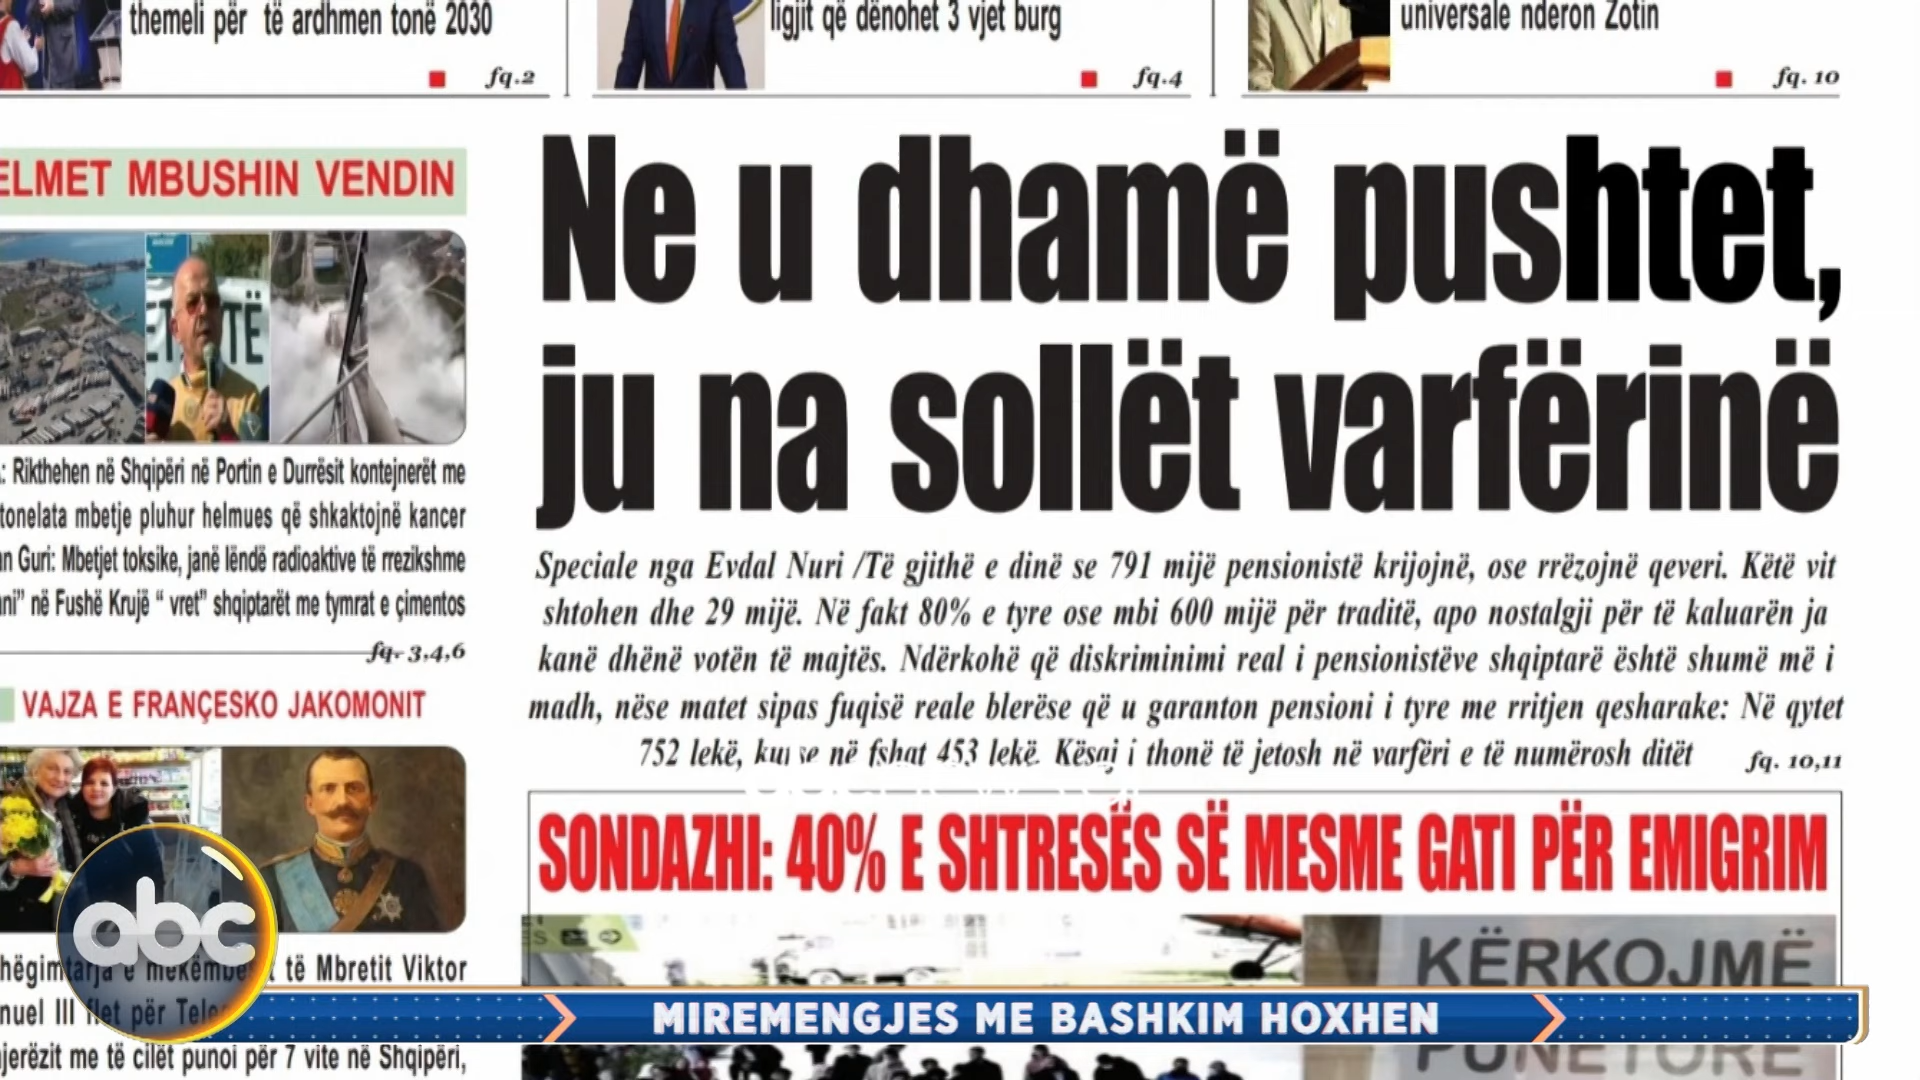 themeli për të ardhmen tonë 2030
fq.2
ligjit që dënohet 3 vjet burg
fq.4
universale nderon Zotin
fq. 10
ELMET MBUSHIN VENDIN
: Rikthehen në Shqipëri në Portin e Durrësit kontejnerët me
tonelata mbetje pluhur helmues që shkaktojnë kancer
an Guri: Mbetjet toksike, janë lëndë radioaktive të rrezikshme
ani” në Fushë Krujë “ vret” shqiptarët me tymrat e çimentos
fq. 3,4,6
VAJZA E FRANÇESKO JAKOMONIT
të Mbretit Viktor
nuel III flet për
njerëzit me të cilët punoi për 7 vite në Shqipëri,
Ne u dhamë pushtet,
ju na sollët varfërinë
Speciale nga Evdal Nuri /Të gjithë e dinë se 791 mijë pensionistë krijojnë, ose rrëzojnë qeveri. Këtë vit
shtohen dhe 29 mijë. Në fakt 80% e tyre ose mbi 600 mijë për traditë, apo nostalgji për të kaluarën ja
kanë dhënë votën të majtës. Ndërkohë që diskriminimi real i pensionistëve shqiptarë është shumë më i
madh, nëse matet sipas fuqisë reale blerëse që u garanton pensioni i tyre me rritjen qesharake: Në qytet
752 lekë, kurse në fshat 453 lekë. Kësaj i thonë të jetosh në varfëri e të numërosh ditët
fq. 10,11
SONDAZHI: 40% E SHTRESËS SË MESME GATI PËR EMIGRIM
KËRKOJMË
PUNËTORË
abc
MIREMENGJES ME BASHKIM HOXHEN